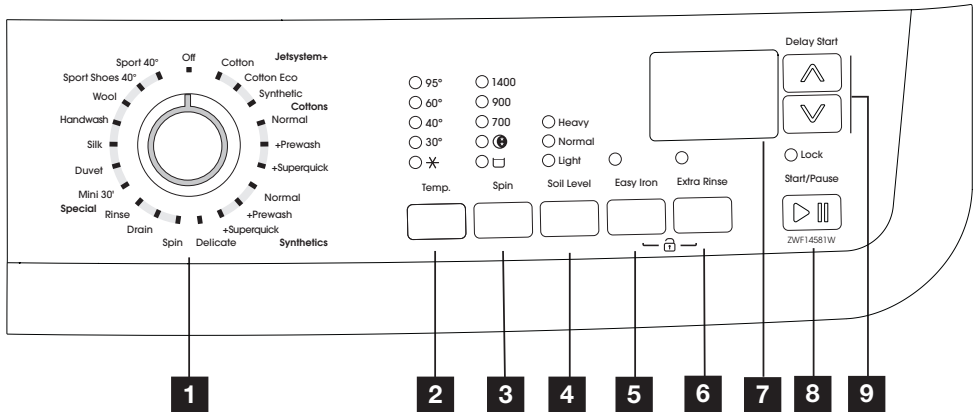 Off
Jetsystem+
Cotton
Cotton Eco
Synthetic
Cottons
Normal
+Prewash
+Superquick
Normal
+Prewash
+Superquick
Synthetics
Delicate
Spin
Drain
Rinse
Special
Mini 30'
Duvet
Silk
Handwash
Wool
Sport Shoes 40°
Sport 40°
95°
60°
40°
30°
Temp.
1400
900
700
Spin
Heavy
Normal
Light
Soil Level
Easy Iron
Extra Rinse
Delay Start
Lock
Start/Pause
ZWF14581W
1
2
3
4
5
6
7
8
9